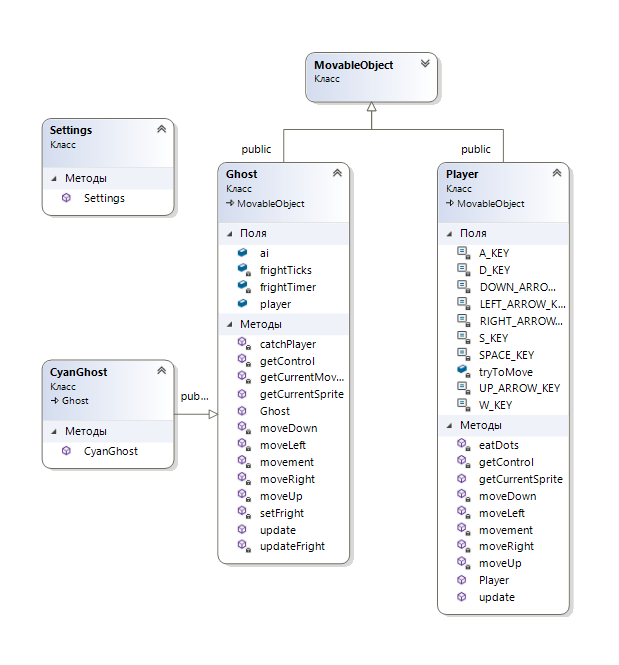 MovableObject
Класс
Settings
Класс
Методы
Settings
public
public
Ghost
Класс
MovableObject
Поля
ai
frightTicks
frightTimer
player
Методы
catchPlayer
getControl
getCurrentMov...
getCurrentSprite
Ghost
moveDown
moveLeft
movement
moveRight
moveUp
setFright
update
updateFright
Player
Класс
MovableObject
Поля
A_KEY
D_KEY
DOWN_ARRO...
LEFT_ARROW_K...
RIGHT_ARROW...
S_KEY
SPACE_KEY
tryToMove
UP_ARROW_KEY
W_KEY
Методы
eatDots
getControl
getCurrentSprite
moveDown
moveLeft
movement
moveRight
moveUp
Player
update
CyanGhost
Класс
Ghost
Методы
CyanGhost
pub...